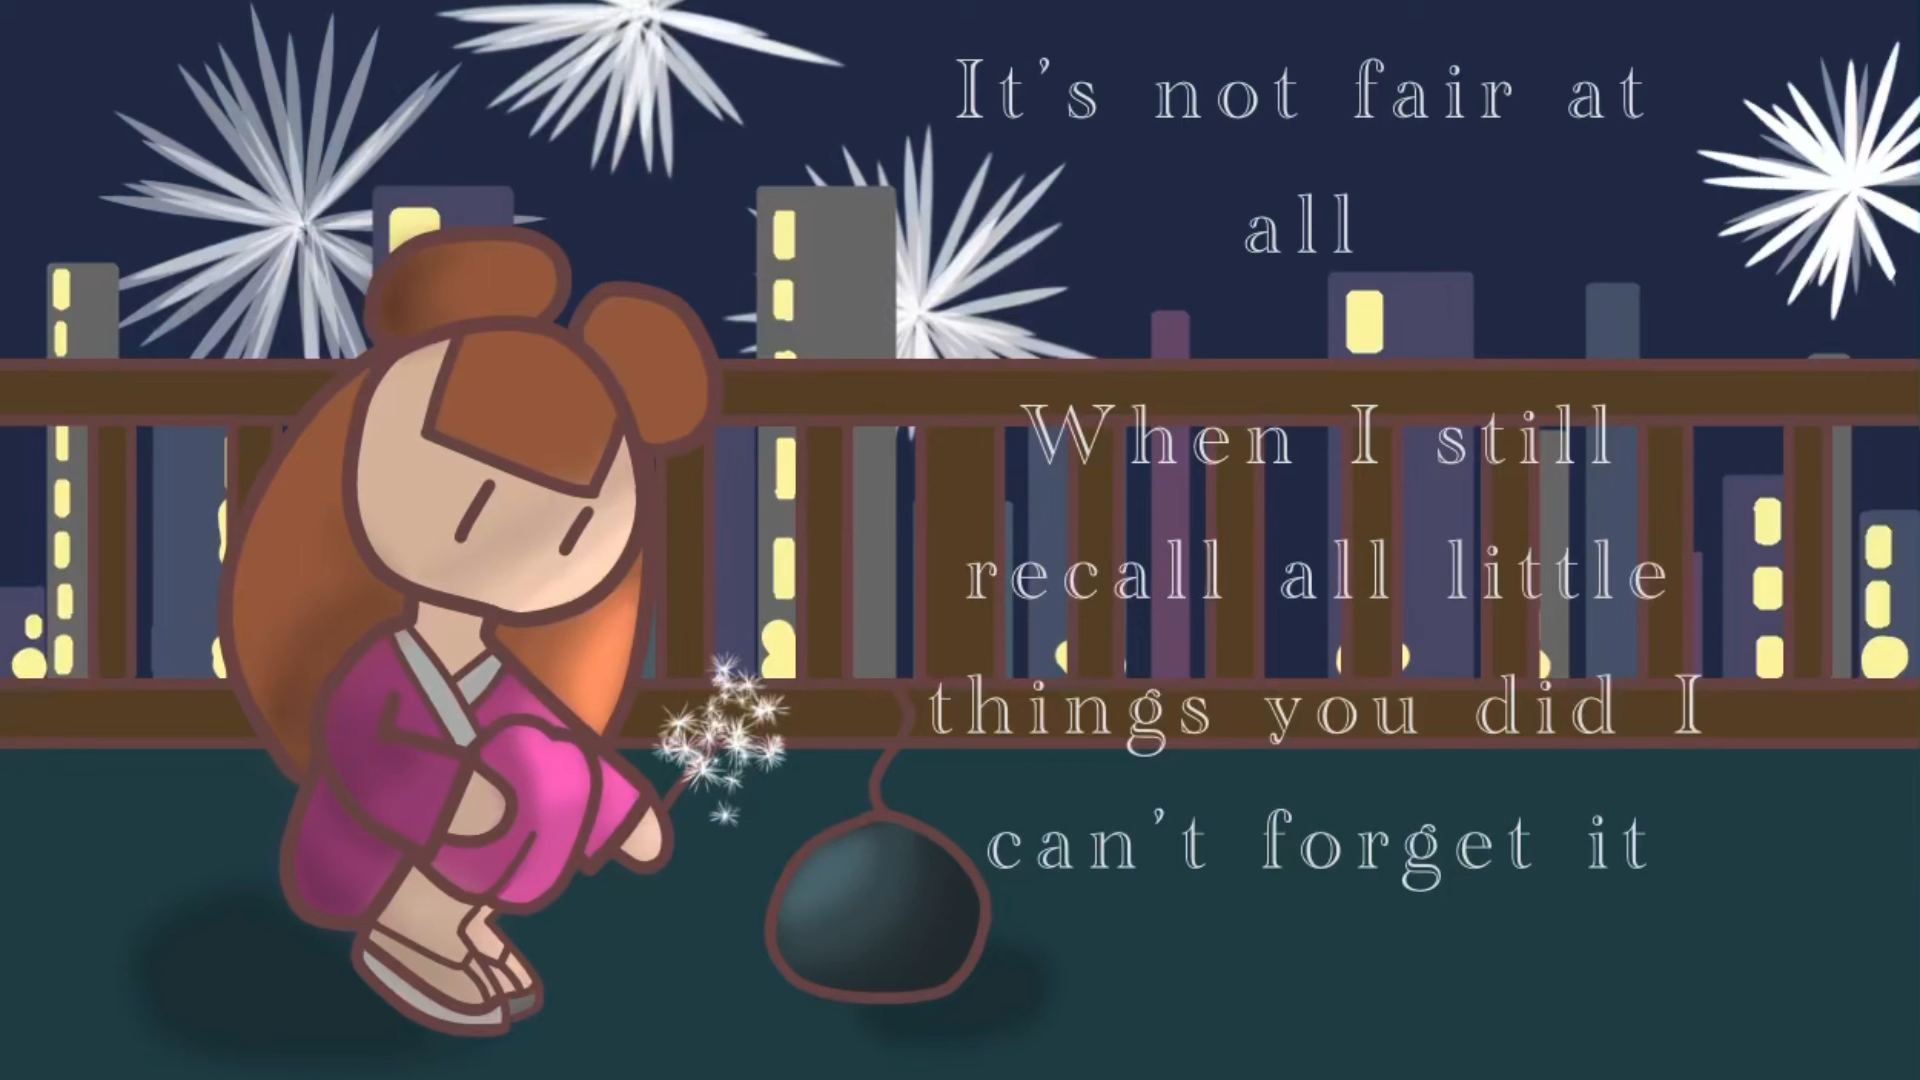 It's not fair at
all
When I still
recall all little
things you did I
can't forget it